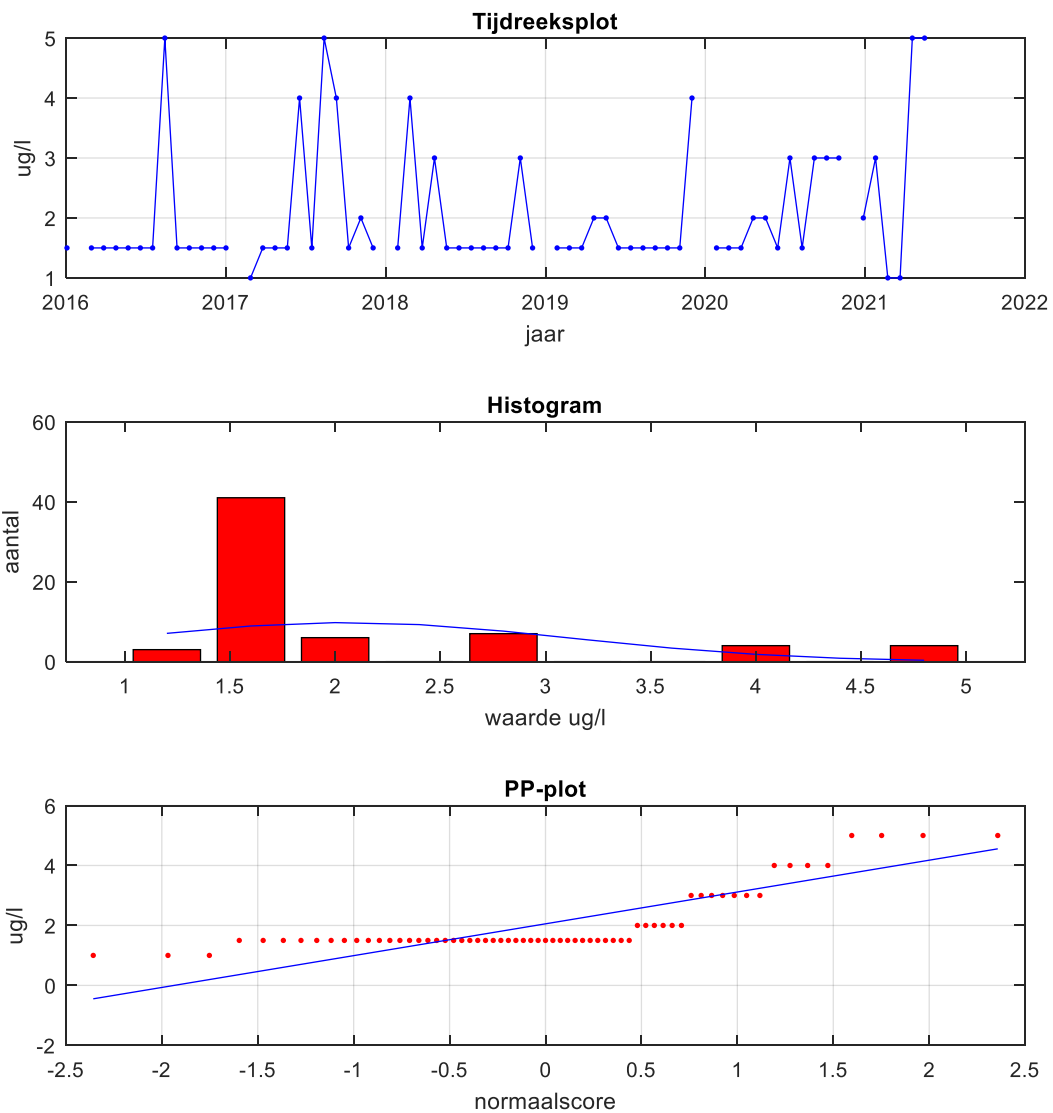 Tijdreeksplot
5
4
3
2
1
ug/l
2016 2017 2018 2019 2020 2021 2022
jaar
Histogram
60
40
20
0
aantal
1 1.5 2 2.5 3 3.5 4 4.5 5
waarde ug/l
PP-plot
6
4
2
0
-2
ug/l
-2.5 -2 -1.5 -1 -0.5 0 0.5 1 1.5 2 2.5
normaalscore